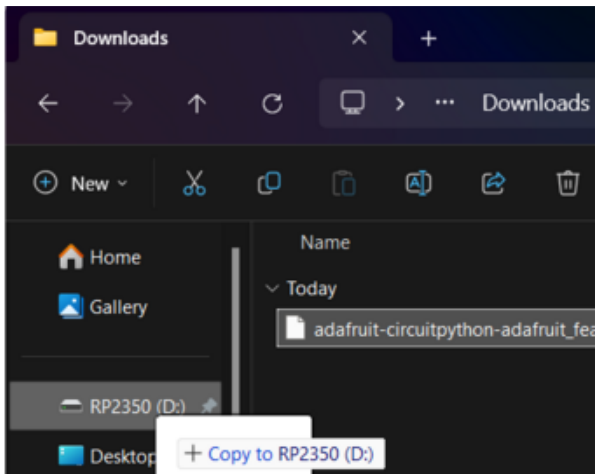 Downloads
Downloads
New
Name
Home
Today
Gallery
adafruit-circuitpython-adafruit_fea
RP2350 (D:)
Desktop
Copy to RP2350 (D:)